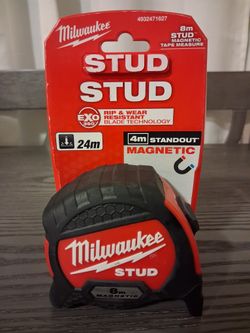 4932471627
Milwaukee
8m
STUD
MAGNETIC
TAPE MEASURE
STUD
STUD
EXO
360
RIP & WEAR
RESISTANT
BLADE TECHNOLOGY
24m
4m STANDOUT
MAGNETIC
Milwaukee
STUD
8m
MAGNETIC